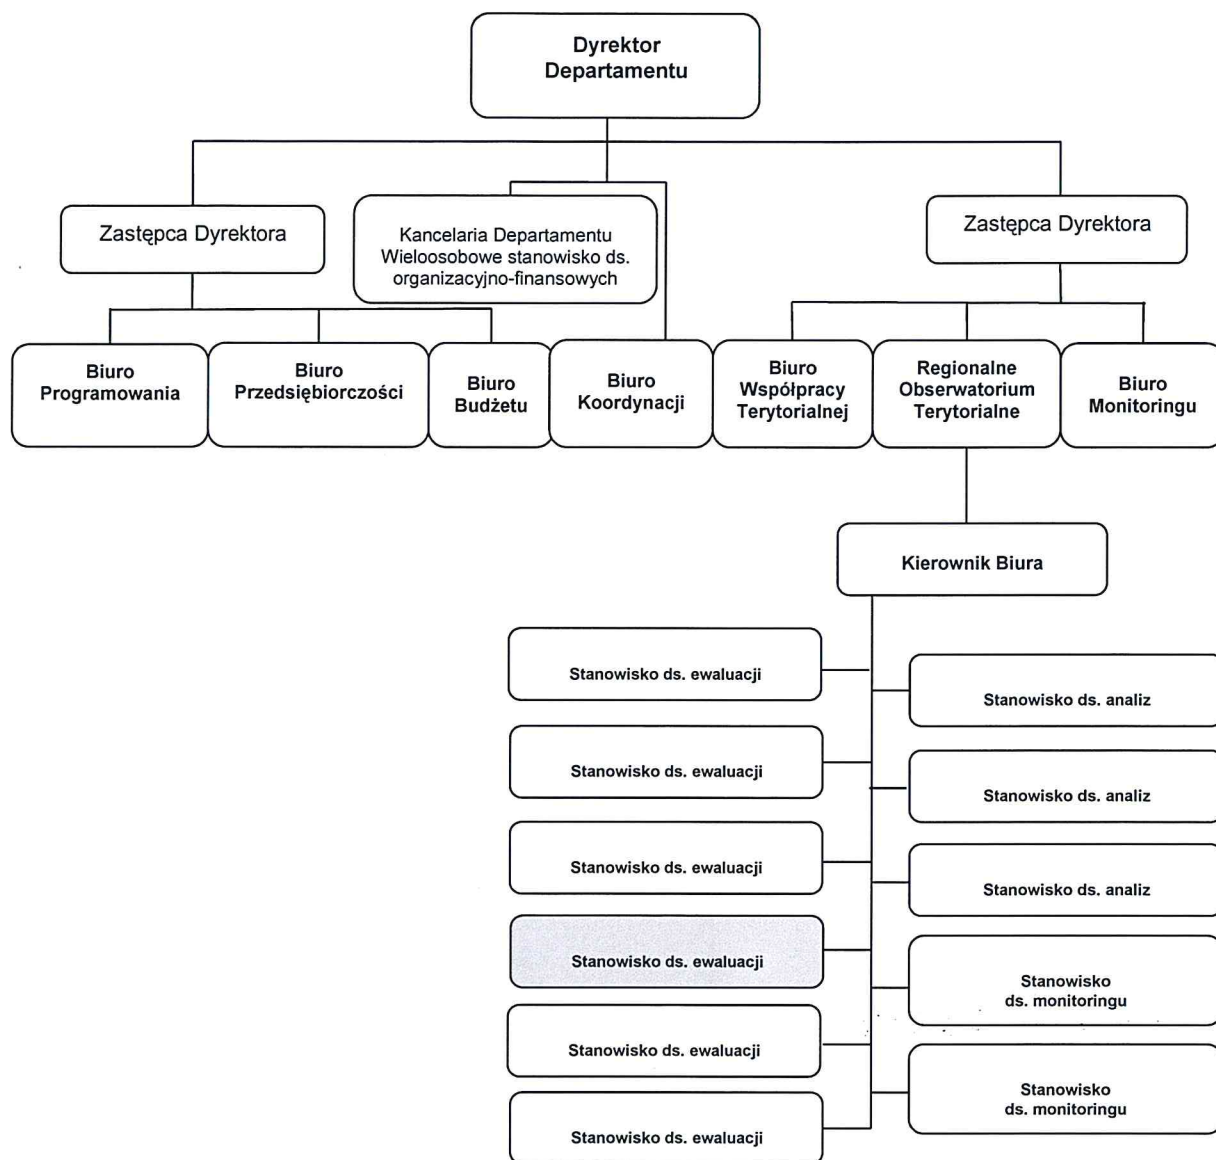 Dyrektor
Departamentu
Zastępca Dyrektora
Kancelaria Departamentu
Wieloosobowe stanowisko ds.
organizacyjno-finansowych
Zastępca Dyrektora
Biuro
Programowania
Biuro
Przedsiębiorczości
Biuro
Budżetu
Biuro
Koordynacji
Biuro
Współpracy
Terytorialnej
Regionalne
Obserwatorium
Terytorialne
Biuro
Monitoringu
Kierownik Biura
Stanowisko ds. ewaluacji
Stanowisko ds. analiz
Stanowisko ds. ewaluacji
Stanowisko ds. analiz
Stanowisko ds. ewaluacji
Stanowisko ds. analiz
Stanowisko ds. ewaluacji
Stanowisko
ds. monitoringu
Stanowisko ds. ewaluacji
Stanowisko
ds. monitoringu
Stanowisko ds. ewaluacji